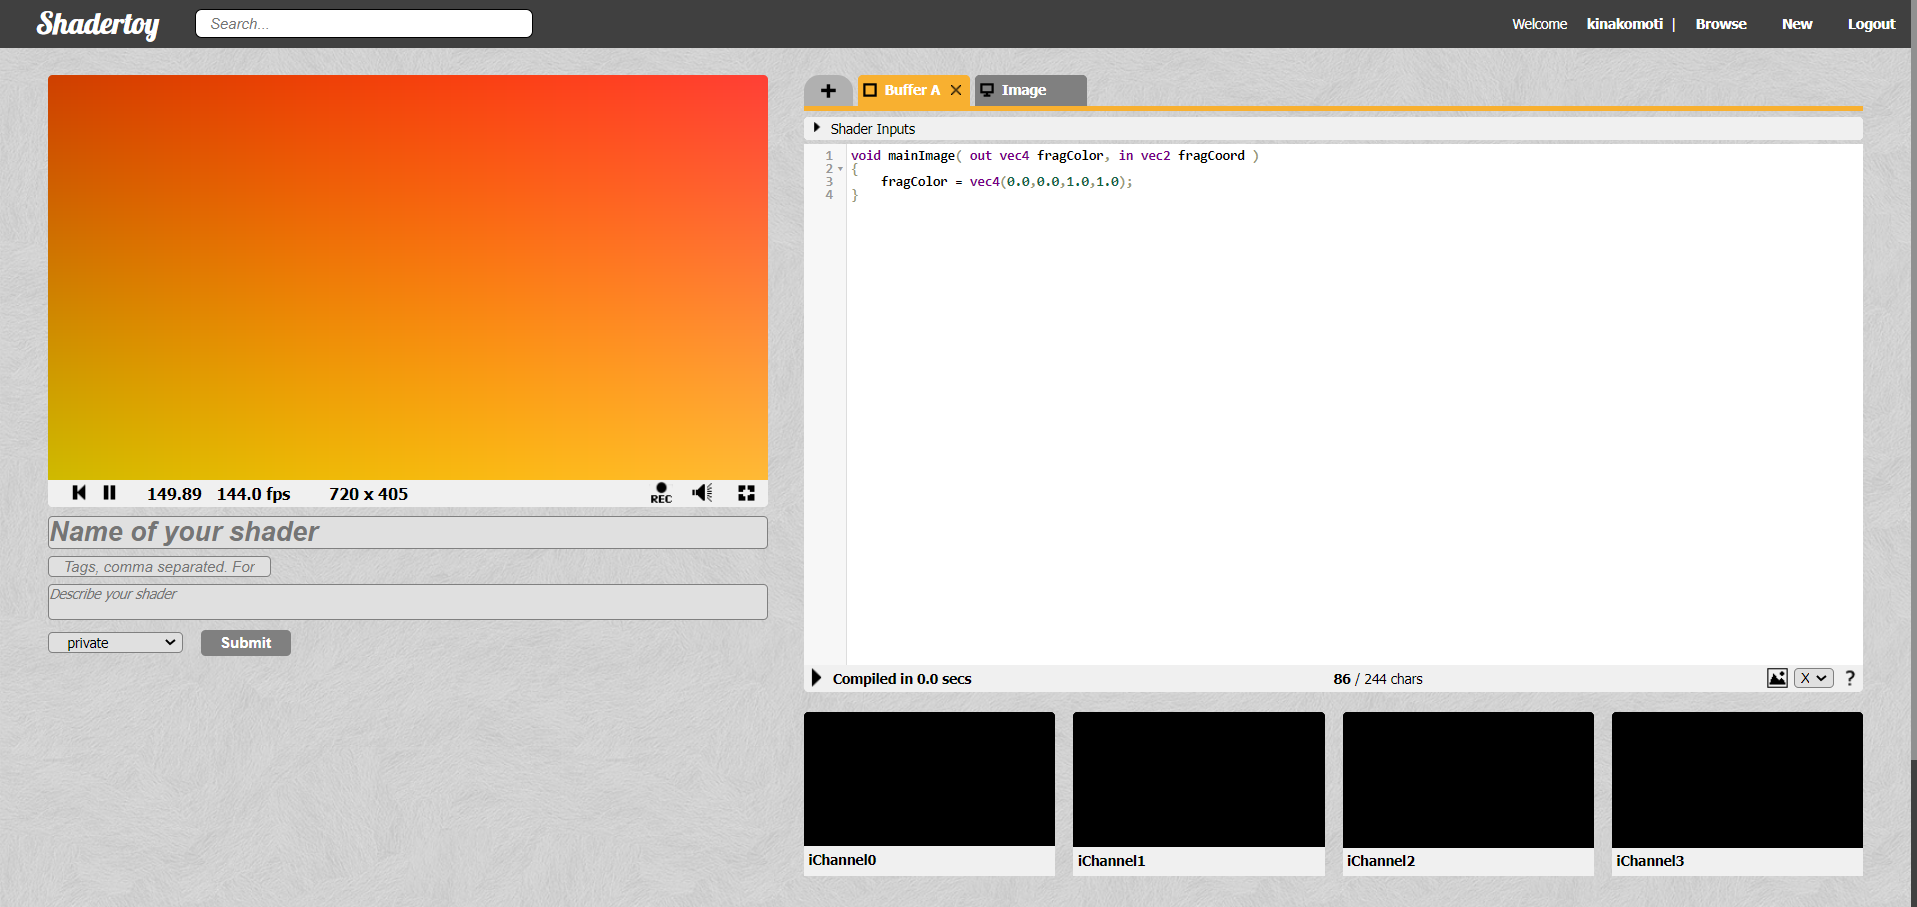 Shadertoy
Search...
Welcome kinakomoti | Browse New Logout
+ Buffer A Image
Shader Inputs
1 void mainImage( out vec4 fragColor, in vec2 fragCoord )
2 {
3 fragColor = vec4(0.0,0.0,1.0,1.0);
4 }
149.89 144.0 fps 720 x 405 REC
Name of your shader
Tags, comma separated. For
Describe your shader
private Submit
Compiled in 0.0 secs 86 / 244 chars X ?
iChannel0 iChannel1 iChannel2 iChannel3